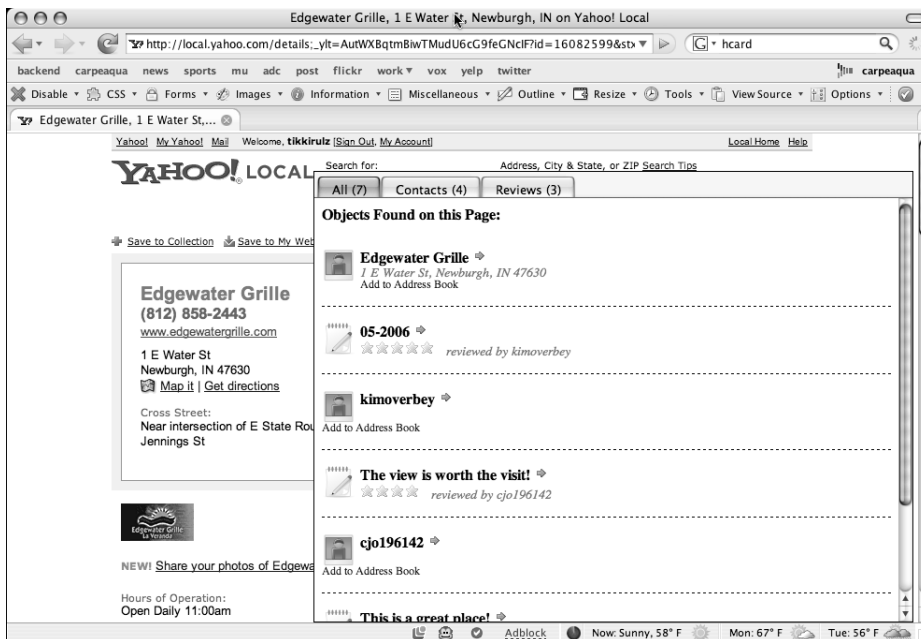 Edgewater Grille, 1 E Water St, Newburgh, IN on Yahoo! Local
http://local.yahoo.com/details;_ylt=AutWXBqtmBiwTMudU6cG9feGNcIF?id=16082599&stx
G hcard
backend carpeaqua news sports mu adc post flickr work vox yelp twitter carpeaqua
Disable CSS Forms Images Information Miscellaneous Outline Resize Tools View Source Options
Edgewater Grille, 1 E Water St,...
Yahoo! My Yahoo! Mail Welcome, tikkirulz [Sign Out, My Account] Local Home Help
YAHOO! LOCAL
Search for: Address, City & State, or ZIP Search Tips
All (7) Contacts (4) Reviews (3)
Objects Found on this Page:
Save to Collection Save to My Web
Edgewater Grille
1 E Water St, Newburgh, IN 47630
Add to Address Book
05-2006
reviewed by kimoverbey
kimoverbey
Add to Address Book
The view is worth the visit!
reviewed by cjo196142
cjo196142
Add to Address Book
This is a great place!
Edgewater Grille
(812) 858-2443
www.edgewatergrille.com
1 E Water St
Newburgh, IN 47630
Map it | Get directions
Cross Street:
Near intersection of E State Rou
Jennings St
Edgewater Grille
La Veranda
NEW! Share your photos of Edgewa
Hours of Operation:
Open Daily 11:00am
Adblock Now: Sunny, 58° F Mon: 67° F Tue: 56° F